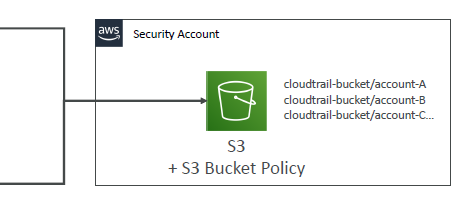 aws
Security Account
cloudtrail-bucket/account-A
cloudtrail-bucket/account-B
cloudtrail-bucket/account-C...
S3
+ S3 Bucket Policy